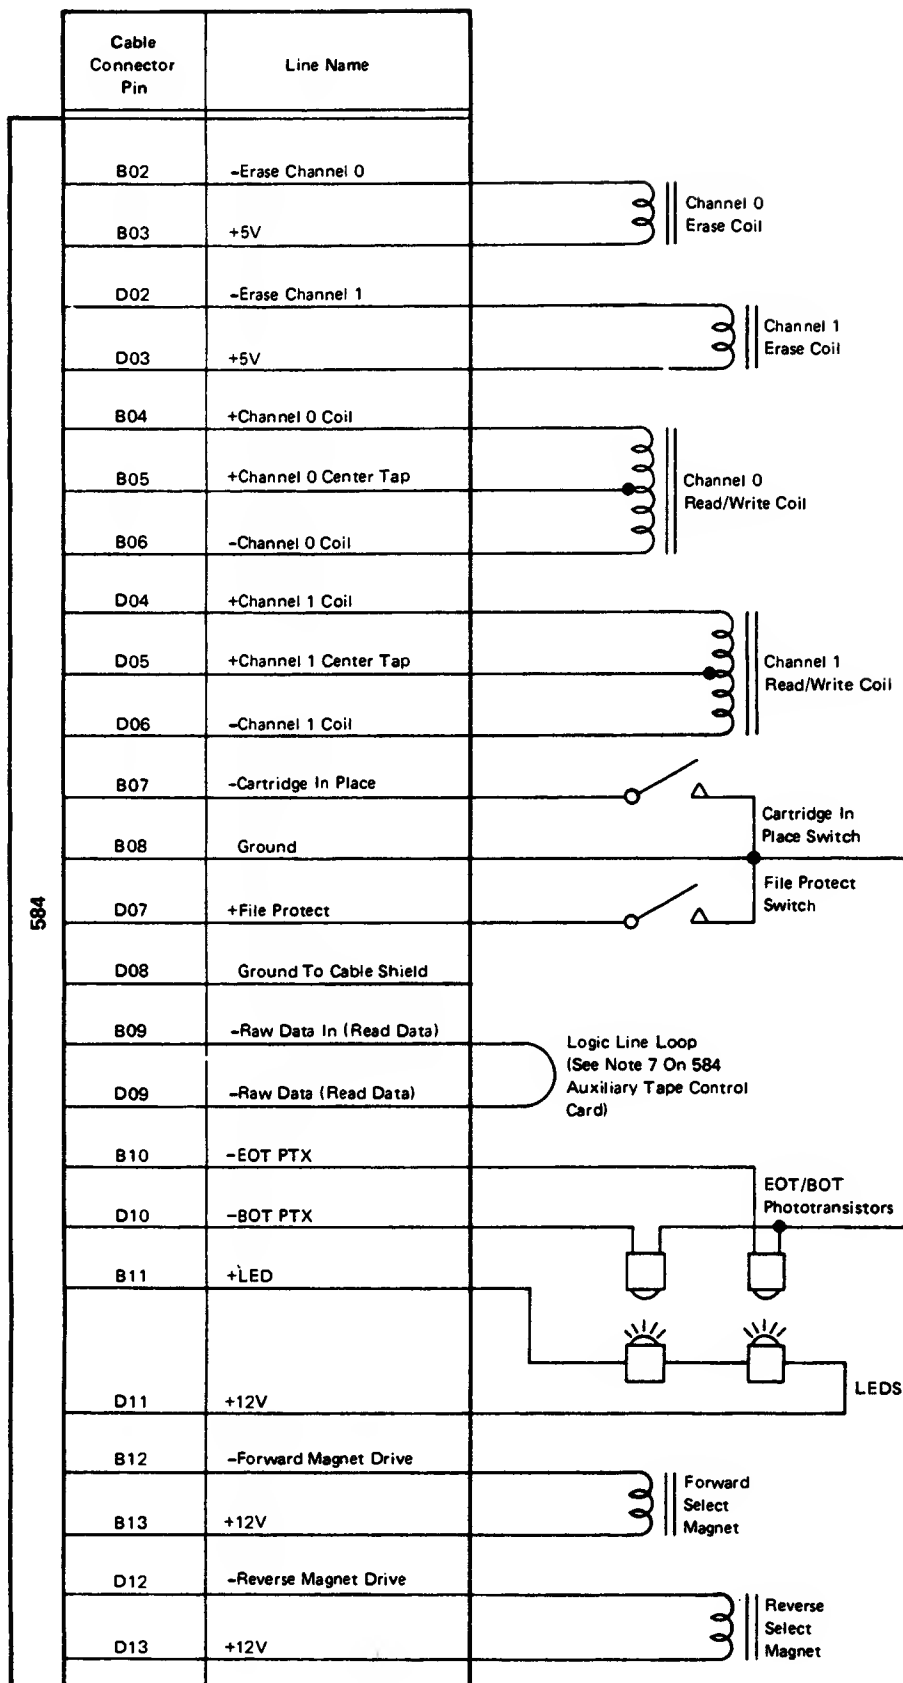 Cable
Connector
Pin
Line Name
584
B02 -Erase Channel 0
B03 +5V
Channel 0
Erase Coil
D02 -Erase Channel 1
D03 +5V
Channel 1
Erase Coil
B04 +Channel 0 Coil
B05 +Channel 0 Center Tap
B06 -Channel 0 Coil
Channel 0
Read/Write Coil
D04 +Channel 1 Coil
D05 +Channel 1 Center Tap
D06 -Channel 1 Coil
Channel 1
Read/Write Coil
B07 -Cartridge In Place
Cartridge In
Place Switch
B08 Ground
D07 +File Protect
File Protect
Switch
D08 Ground To Cable Shield
B09 -Raw Data In (Read Data)
D09 -Raw Data (Read Data)
Logic Line Loop
(See Note 7 On 584
Auxiliary Tape Control
Card)
B10 -EOT PTX
D10 -BOT PTX
EOT/BOT
Phototransistors
B11 +LED
D11 +12V
LEDS
B12 -Forward Magnet Drive
B13 +12V
Forward
Select
Magnet
D12 -Reverse Magnet Drive
D13 +12V
Reverse
Select
Magnet